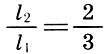 l₂/l₁ = 2/3